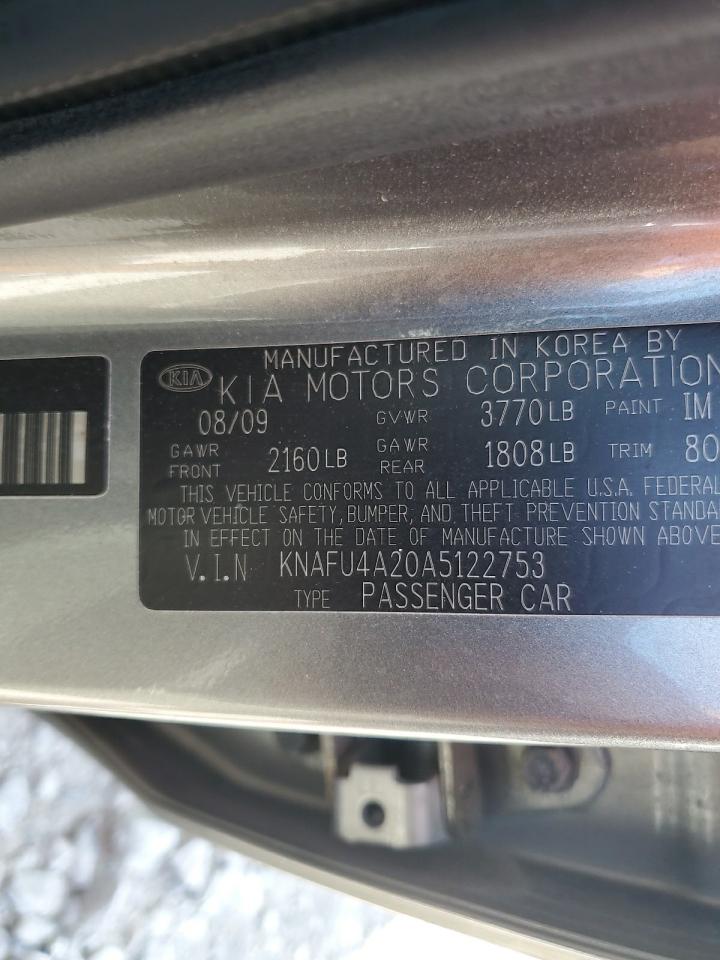 MANUFACTURED IN KOREA BY
KIA KIA MOTORS CORPORATION
08/09 GVWR 3770LB PAINT IM
GAWR FRONT 2160LB GAWR REAR 1808LB TRIM 80
THIS VEHICLE CONFORMS TO ALL APPLICABLE U.S.A. FEDERAL
MOTOR VEHICLE SAFETY, BUMPER, AND THEFT PREVENTION STANDA
IN EFFECT ON THE DATE OF MANUFACTURE SHOWN ABOVE
V.I.N KNAFU4A20A5122753
TYPE PASSENGER CAR